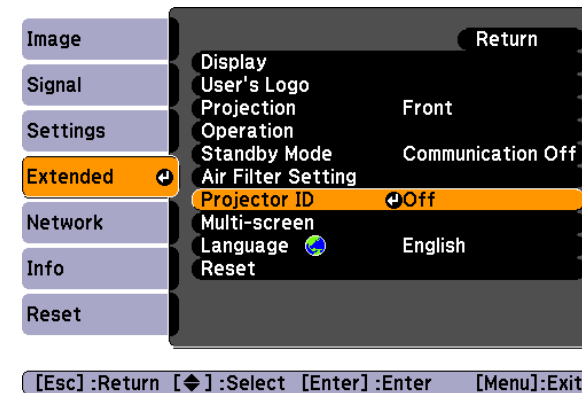 Image
Signal
Settings
Extended
Network
Info
Reset
Return
Display
User's Logo
Projection Front
Operation
Standby Mode Communication Off
Air Filter Setting
Projector ID Off
Multi-screen
Language English
Reset
[Esc] :Return [◆] :Select [Enter] :Enter [Menu]:Exit